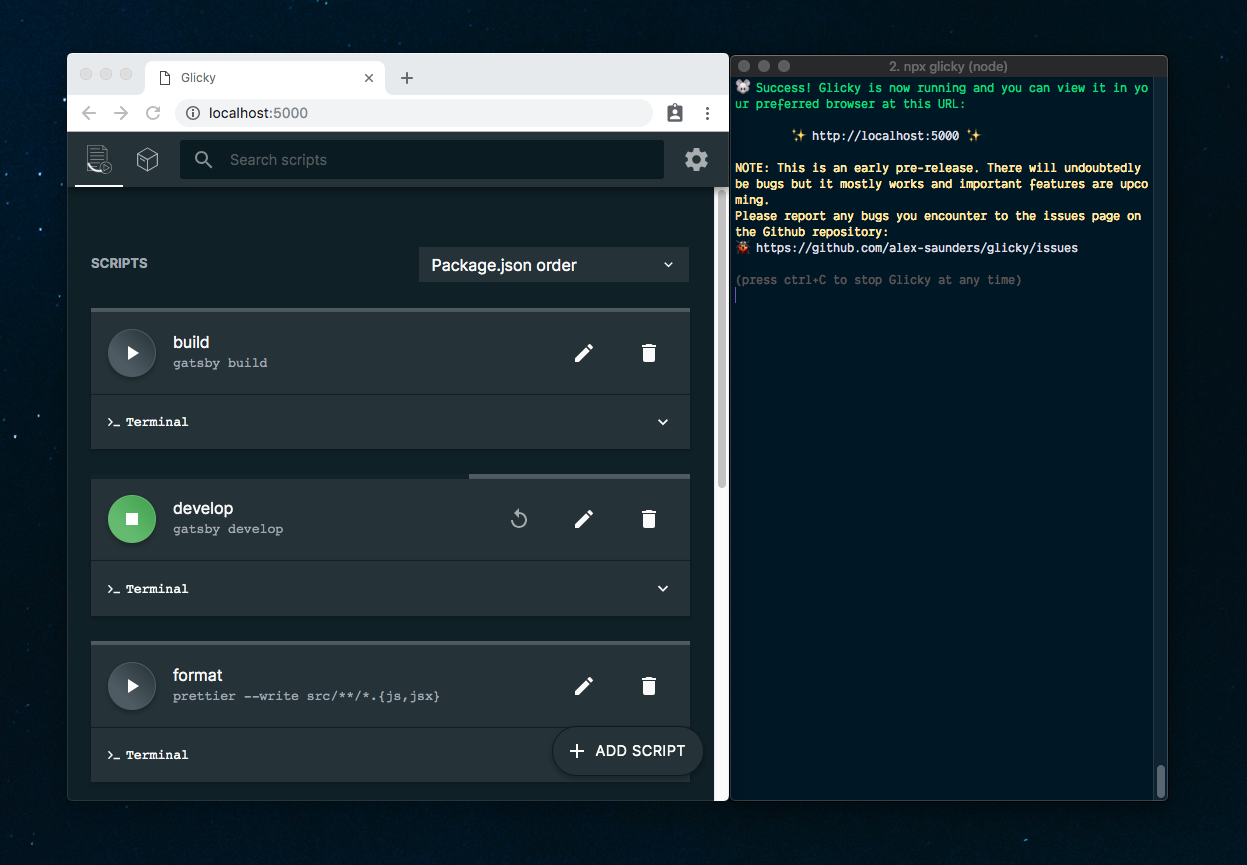 Glicky
localhost:5000
Search scripts
SCRIPTS
Package.json order
build
gatsby build
>_ Terminal
develop
gatsby develop
>_ Terminal
format
prettier --write src/**/*.{js,jsx}
>_ Terminal
+ ADD SCRIPT
2. npx glicky (node)
Success! Glicky is now running and you can view it in yo
ur preferred browser at this URL:
✨ http://localhost:5000 ✨
NOTE: This is an early pre-release. There will undoubtedly
be bugs but it mostly works and important features are upco
ming.
Please report any bugs you encounter to the issues page on
the Github repository:
https://github.com/alex-saunders/glicky/issues
(press ctrl+C to stop Glicky at any time)